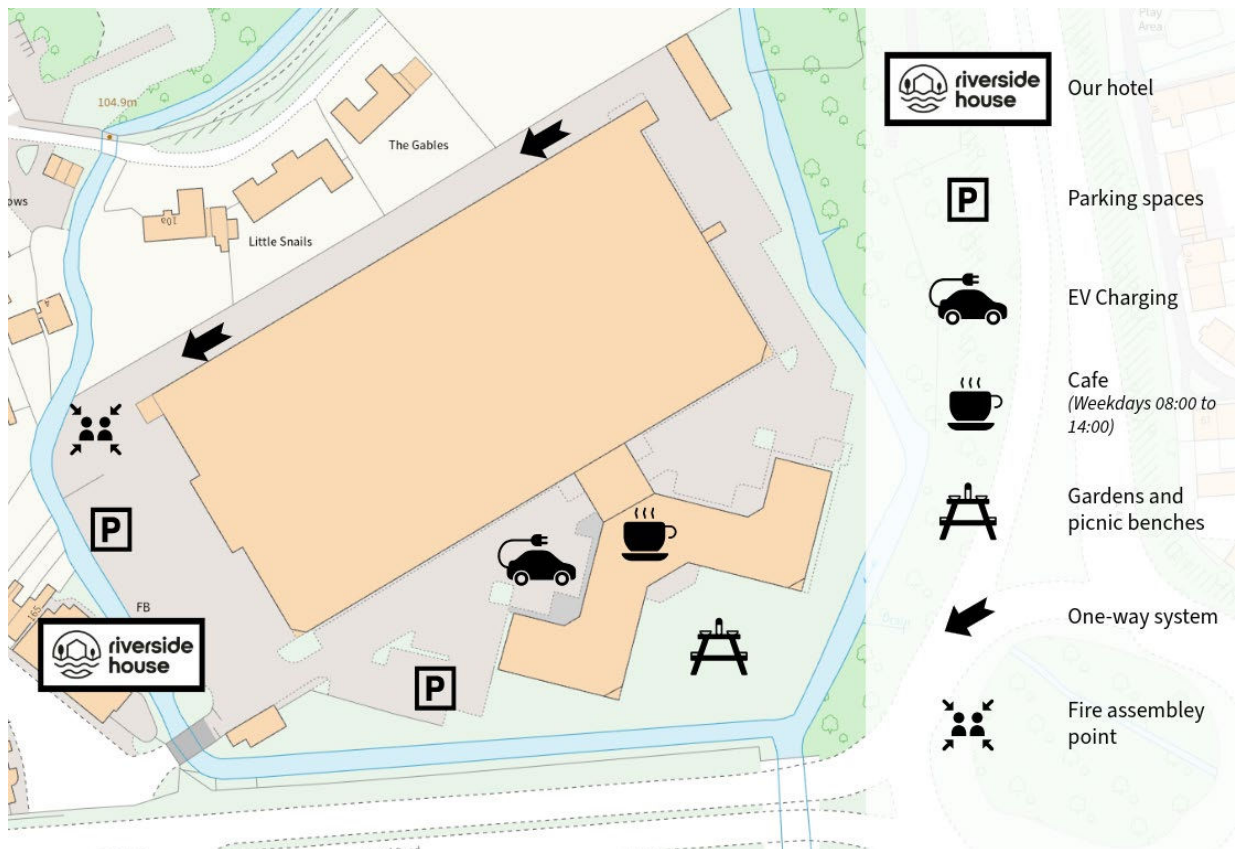 Play
Area
riverside
house
Our hotel
104.9m
The Gables
P
Parking spaces
ows
10a
Little Snails
EV Charging
Cafe
(Weekdays 08:00 to
14:00)
Gardens and
picnic benches
P
FB
165
One-way system
riverside
house
P
Fire assembley
point